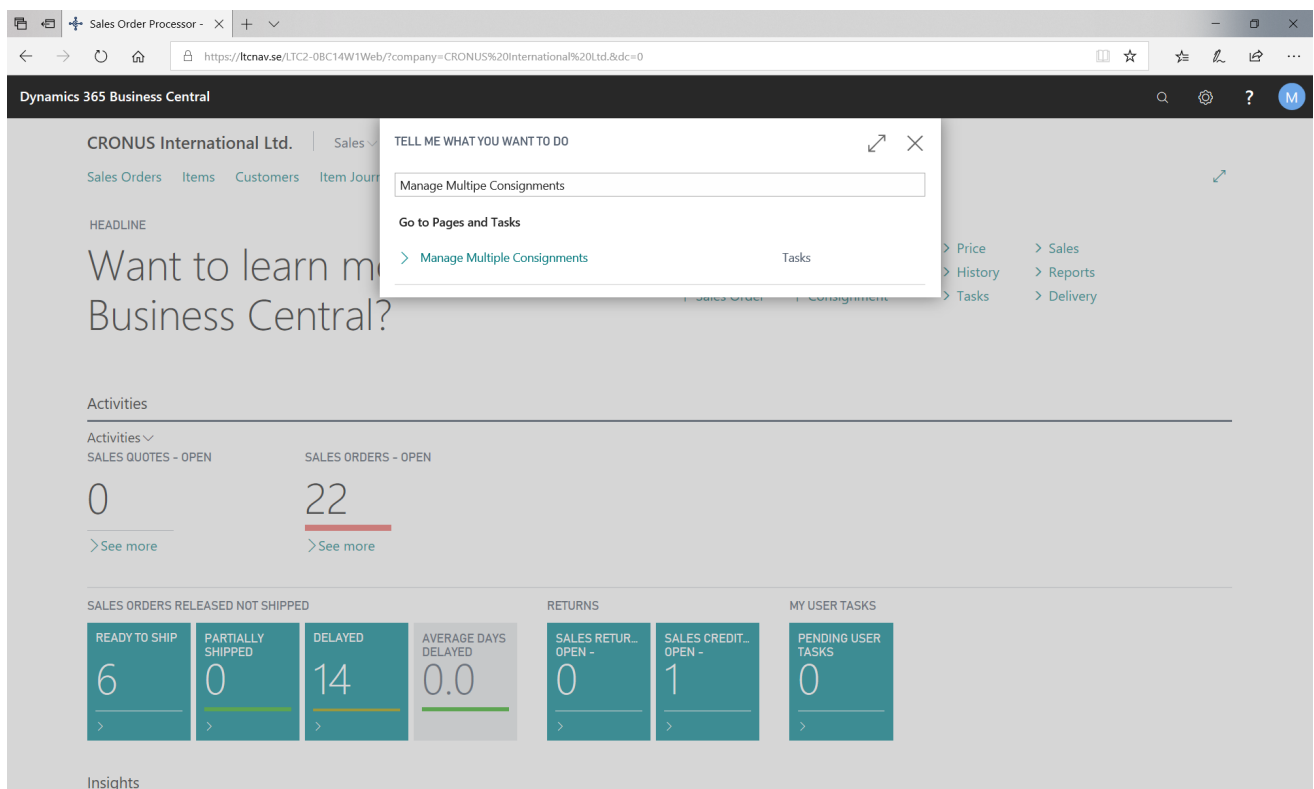 Sales Order Processor -
https://ltcnav.se/LTC2-0BC14W1Web/?company=CRONUS%20International%20Ltd.&dc=0
Dynamics 365 Business Central
?
M
CRONUS International Ltd.
Sales
Sales Orders Items Customers Item Journ
TELL ME WHAT YOU WANT TO DO
Manage Multipe Consignments
Go to Pages and Tasks
> Manage Multiple Consignments Tasks
HEADLINE
Want to learn mo
Business Central?
+ Sales Order + Consignment
> Price > Sales
> History > Reports
> Tasks > Delivery
Activities
Activities
SALES QUOTES - OPEN SALES ORDERS - OPEN
0 22
>See more >See more
SALES ORDERS RELEASED NOT SHIPPED RETURNS MY USER TASKS
READY TO SHIP
6
>
PARTIALLY
SHIPPED
0
>
DELAYED
14
>
AVERAGE DAYS
DELAYED
0.0
SALES RETUR...
OPEN -
0
>
SALES CREDIT...
OPEN -
1
>
PENDING USER
TASKS
0
>
Insights